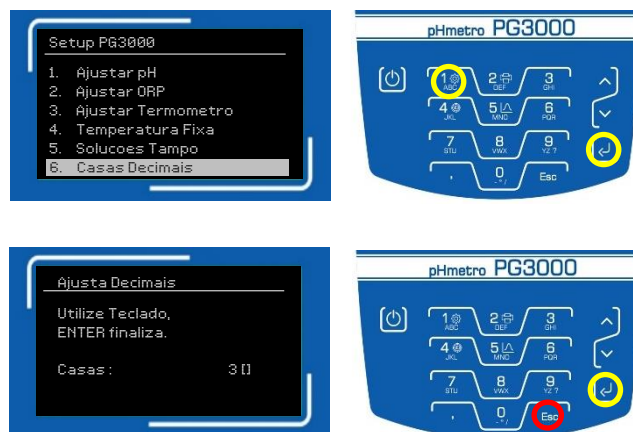 Setup PG3000
1. Ajustar pH
2. Ajustar ORP
3. Ajustar Termometro
4. Temperatura Fixa
5. Solucoes Tampo
6. Casas Decimais
pHmetro PG3000
1 ABC
2 DEF
3 GHI
4 JKL
5 MNO
6 PQR
7 STU
8 VWX
9 YZ ?
,
0 -*/
Esc
Ajusta Decimais
Utilize Teclado,
ENTER finaliza.
Casas: 3 []
pHmetro PG3000
1 ABC
2 DEF
3 GHI
4 JKL
5 MNO
6 PQR
7 STU
8 VWX
9 YZ ?
,
0 -*/
Esc